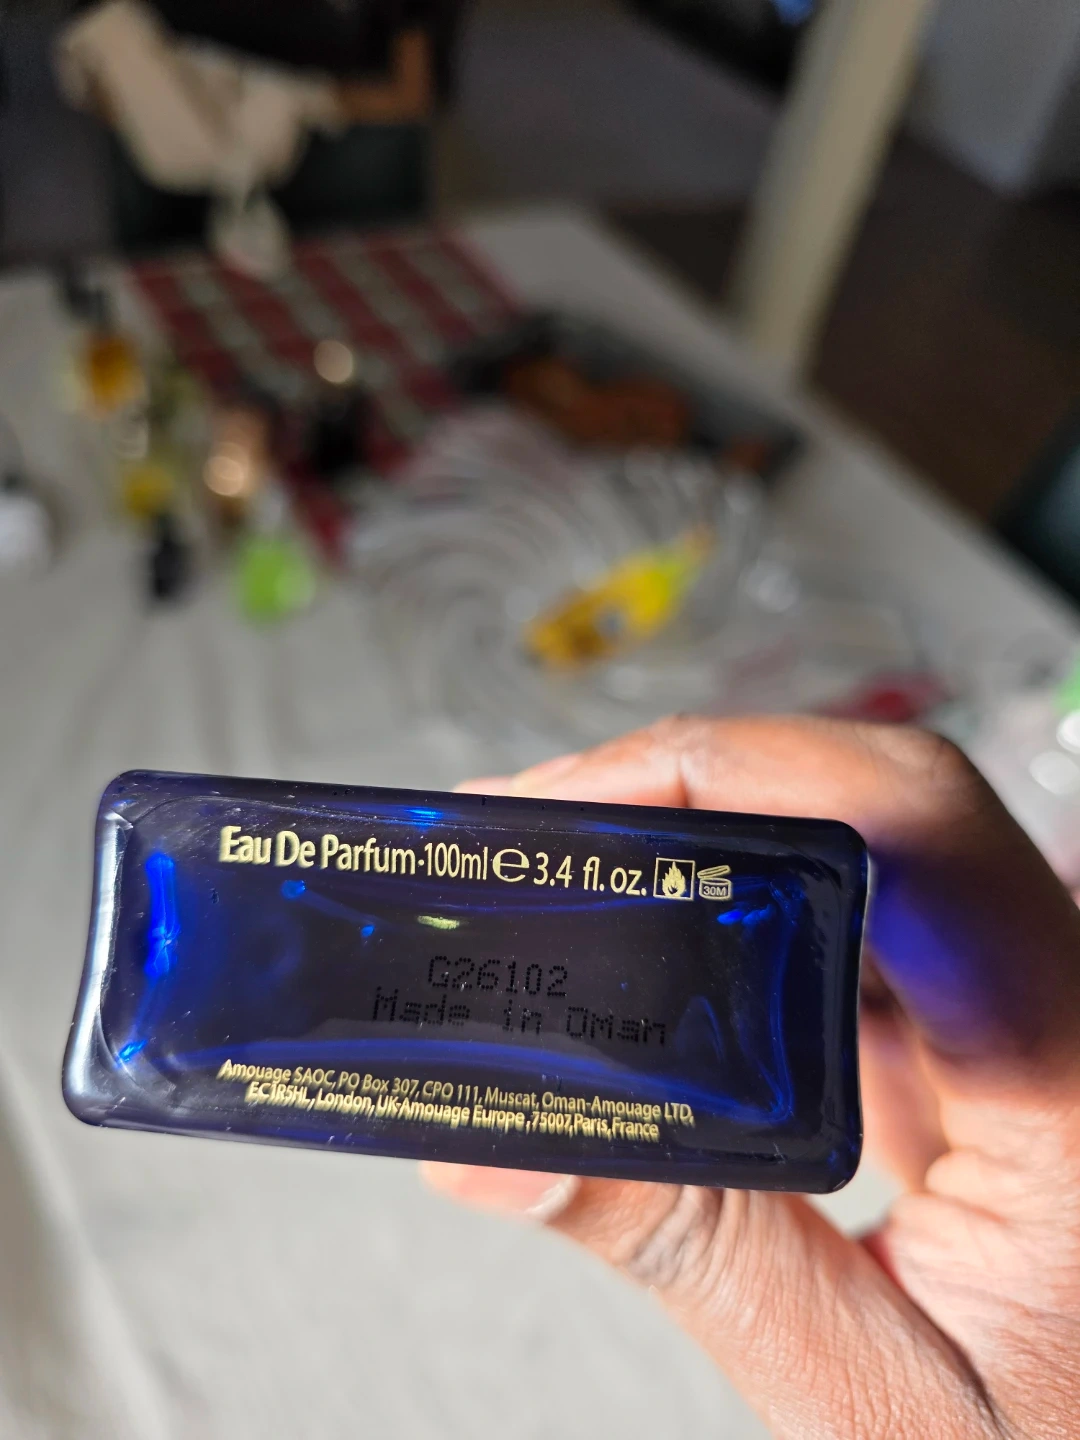 Eau De Parfum·100ml ℮ 3.4 fl. oz. 30M
G26102
Made in Oman
Amouage SAOC, PO Box 307, CPO 111, Muscat, Oman-Amouage LTD,
EC1R5HL, London, UK-Amouage Europe ,75007,Paris,France